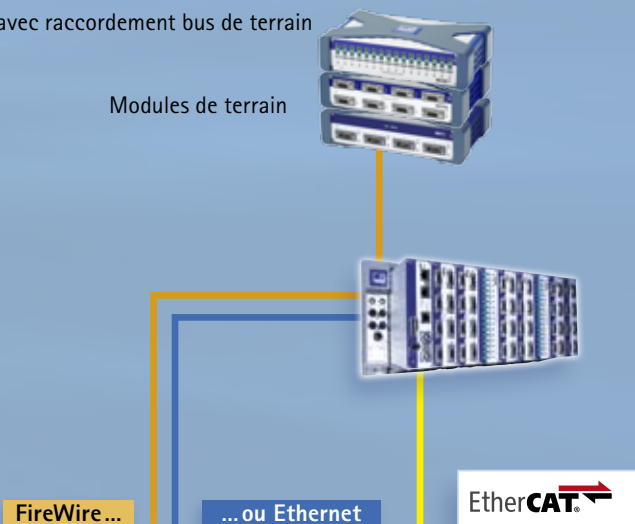 avec raccordement bus de terrain
Modules de terrain
FireWire...
...ou Ethernet
EtherCAT®